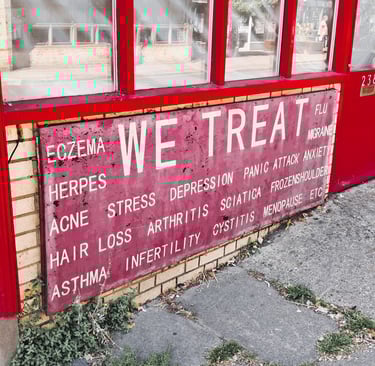 WE TREAT
ECZEMA FLU
HERPES MIGRAINE
ACNE STRESS DEPRESSION PANIC ATTACK ANXIETY
HAIR LOSS ARTHRITIS SCIATICA FROZENSHOULDER
ASTHMA INFERTILITY CYSTITIS MENOPAUSE ETC